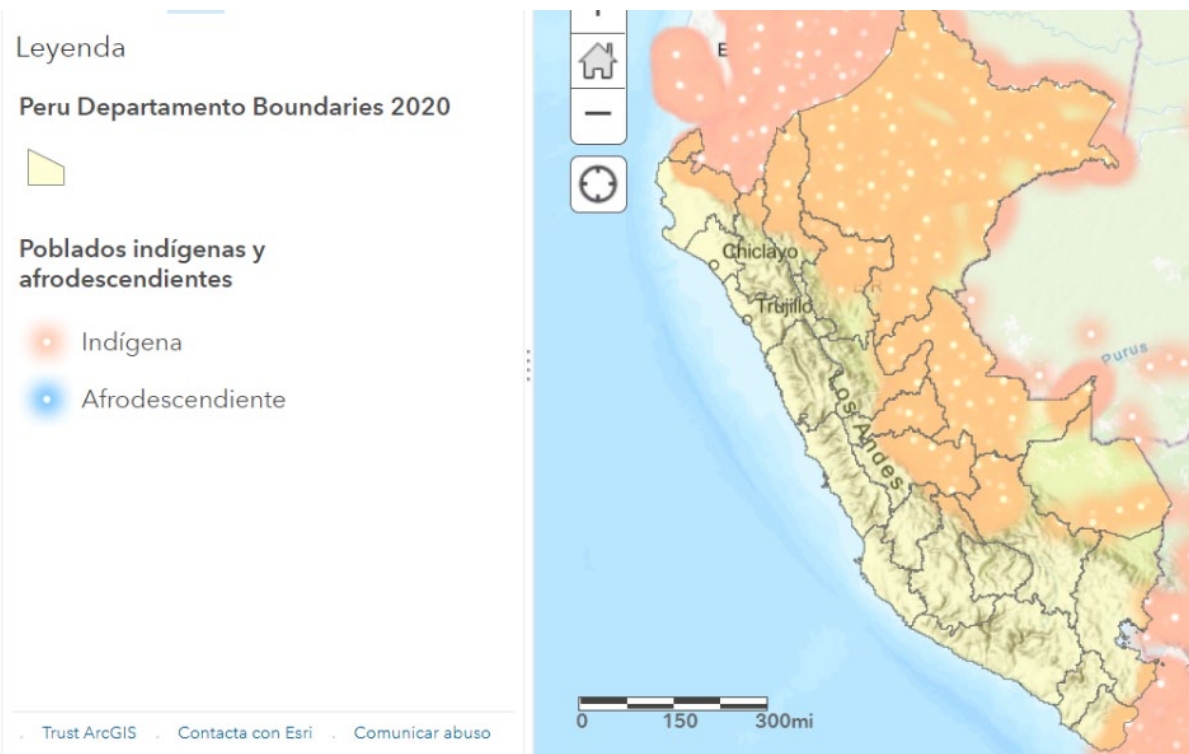 Leyenda
Peru Departamento Boundaries 2020
Poblados indígenas y
afrodescendientes
Indígena
Afrodescendiente
. Trust ArcGIS . Contacta con Esri . Comunicar abuso
E
Chiclayo
Trujillo
Los Andes
Purus
0 150 300mi